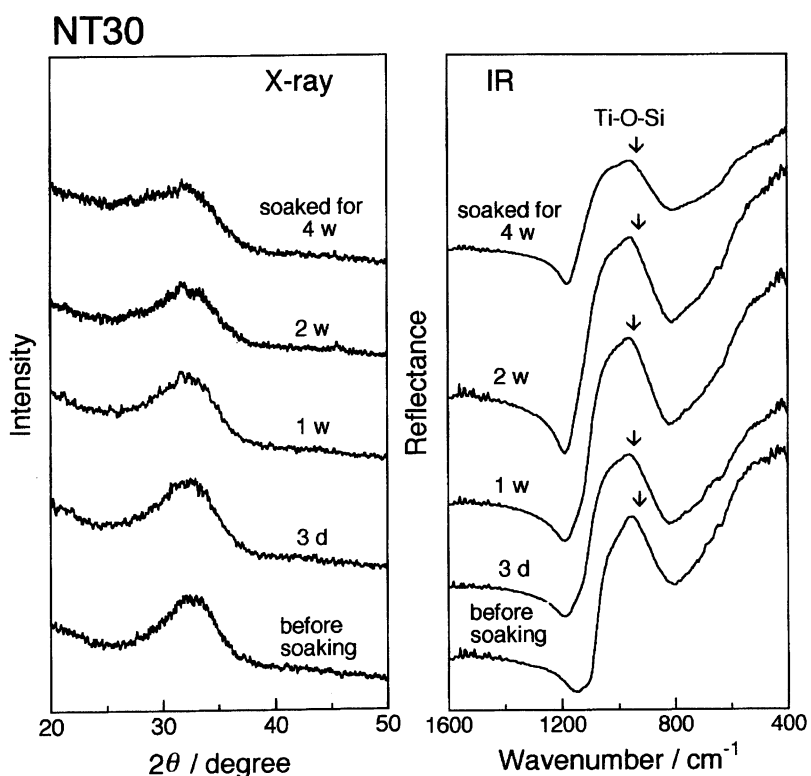 NT30
X-ray
soaked for
4 w
2 w
1 w
3 d
before
soaking
Intensity
20 30 40 50
2θ / degree
IR
Ti-O-Si
soaked for
4 w
2 w
1 w
3 d
before
soaking
Reflectance
1600 1200 800 400
Wavenumber / cm⁻¹